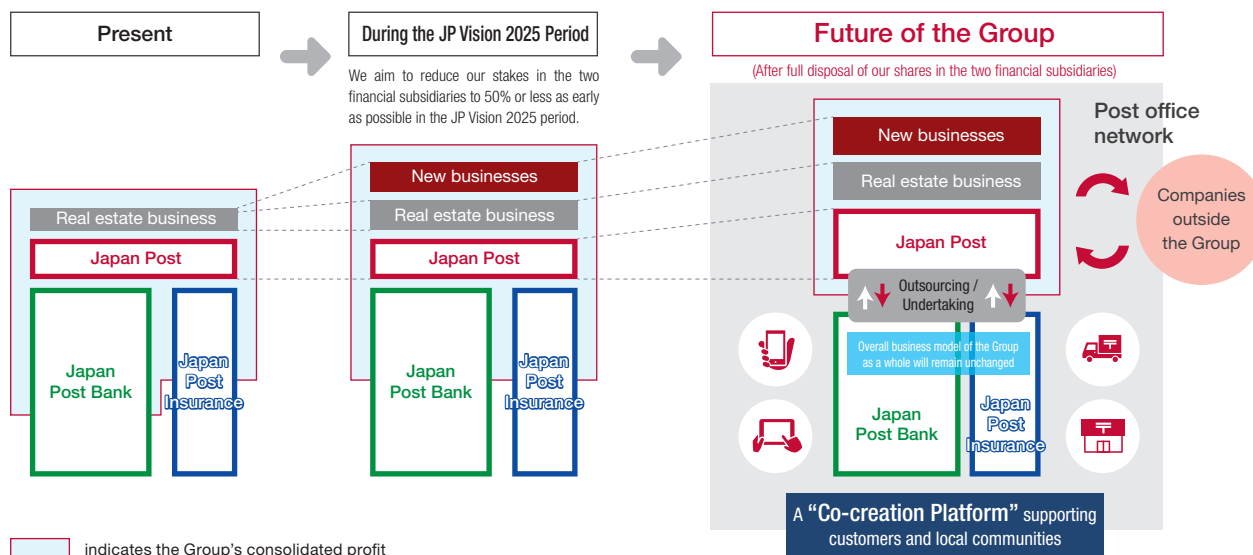 Present
During the JP Vision 2025 Period
Future of the Group
We aim to reduce our stakes in the two
financial subsidiaries to 50% or less as early
as possible in the JP Vision 2025 period.
(After full disposal of our shares in the two financial subsidiaries)
Real estate business
Japan Post
Japan
Post Bank
Japan
Post
Insurance
New businesses
Real estate business
Japan Post
Japan
Post Bank
Japan
Post
Insurance
New businesses
Real estate business
Japan Post
Outsourcing /
Undertaking
Overall business model of the Group
as a whole will remain unchanged
Japan
Post Bank
Japan
Post
Insurance
Post office
network
Companies
outside
the Group
A “Co-creation Platform” supporting
customers and local communities
indicates the Group’s consolidated profit